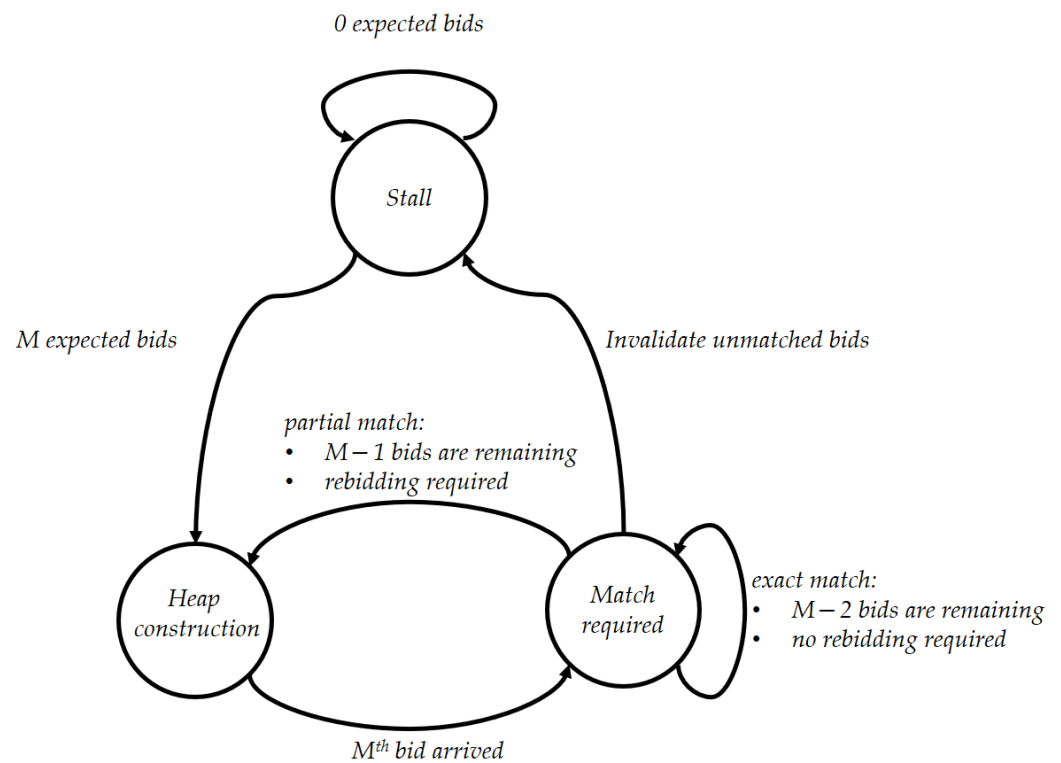 0 expected bids
Stall
M expected bids
Invalidate unmatched bids
partial match:
• M − 1 bids are remaining
• rebidding required
Heap
construction
Match
required
exact match:
• M − 2 bids are remaining
• no rebidding required
Mth bid arrived